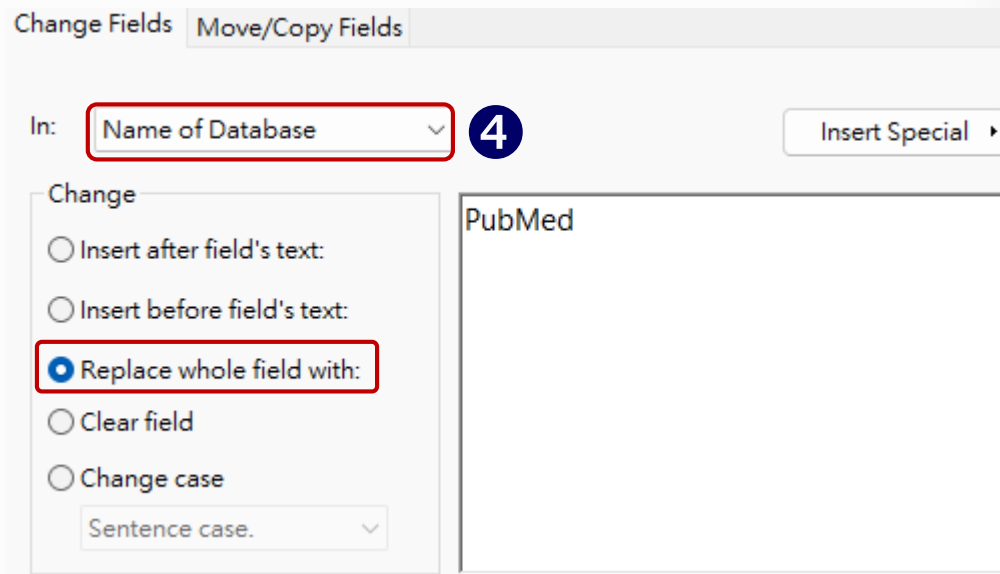 Change Fields Move/Copy Fields
In: Name of Database 4 Insert Special
Change
PubMed
Insert after field's text:
Insert before field's text:
Replace whole field with:
Clear field
Change case
Sentence case.